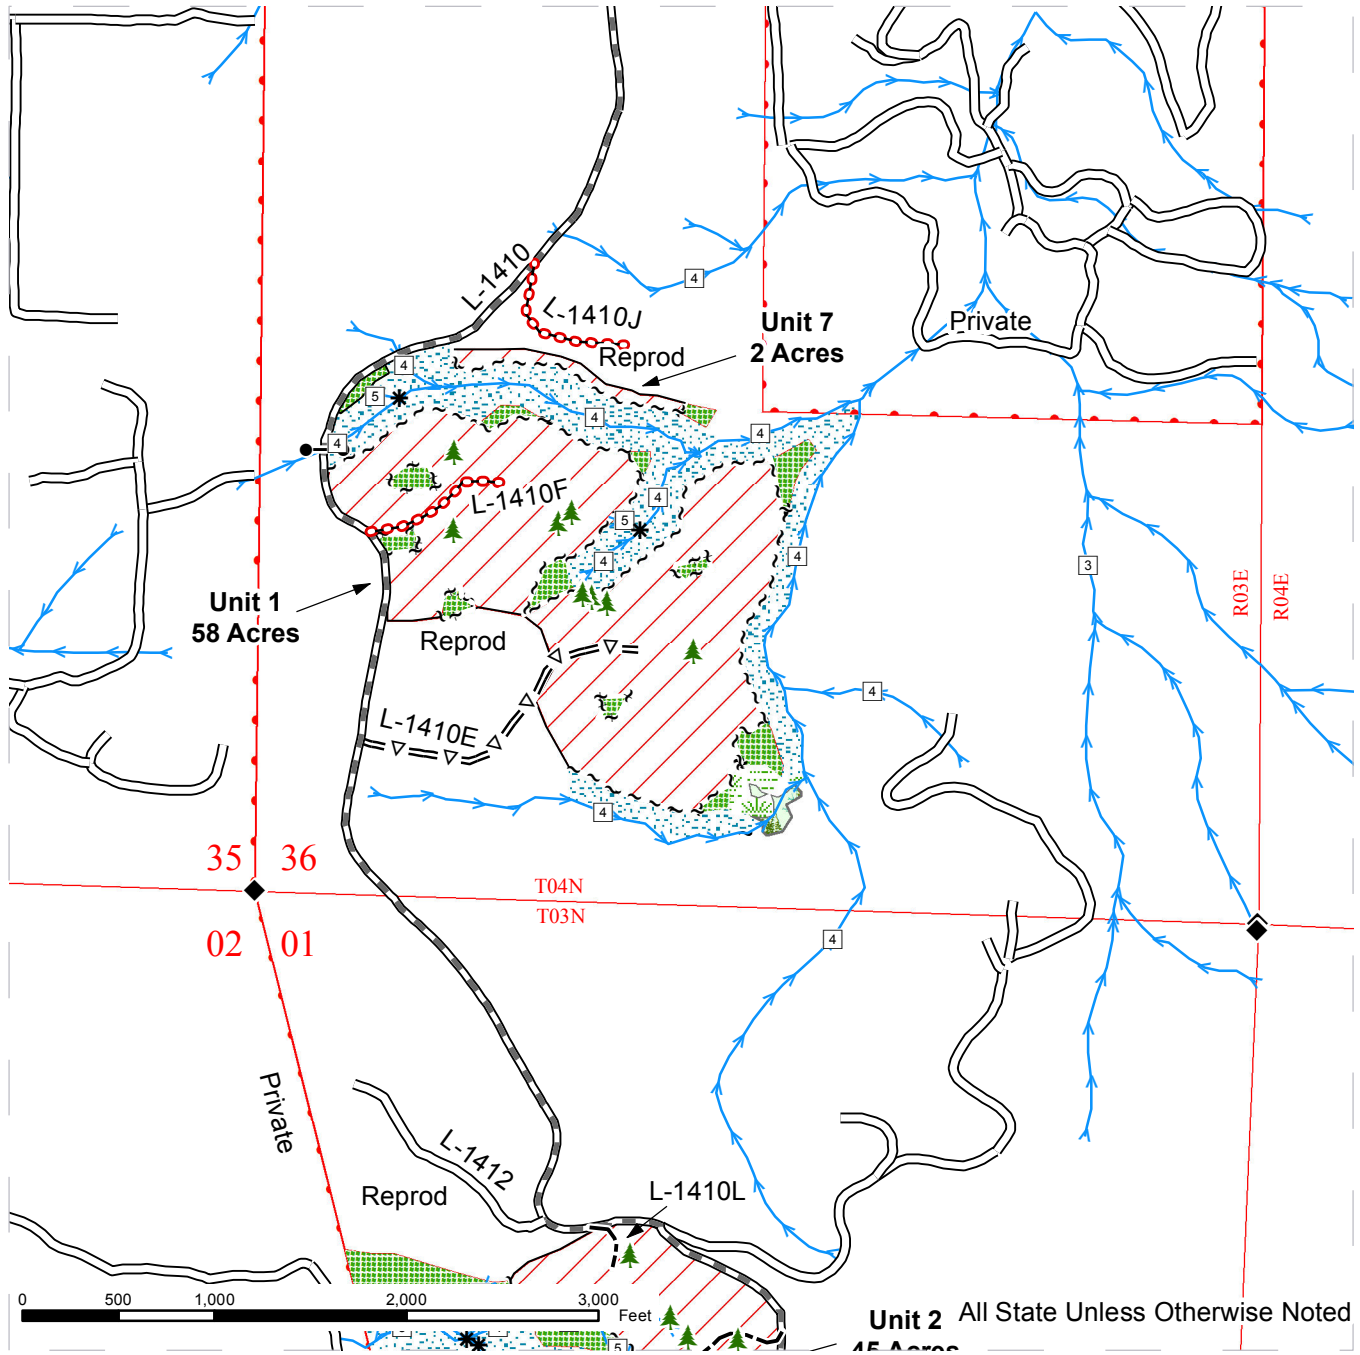 L-1410
4
L-1410J
Unit 7
2 Acres
Private
Reprod
4
5
4
4
4
L-1410F
4
5
4
4
3
R03E
R04E
Unit 1
58 Acres
Reprod
4
L-1410E
4
35
36
T04N
T03N
02
01
4
Private
L-1412
Reprod
L-1410L
0
500
1,000
2,000
3,000
Feet
Unit 2
All State Unless Otherwise Noted
45 Acres
5